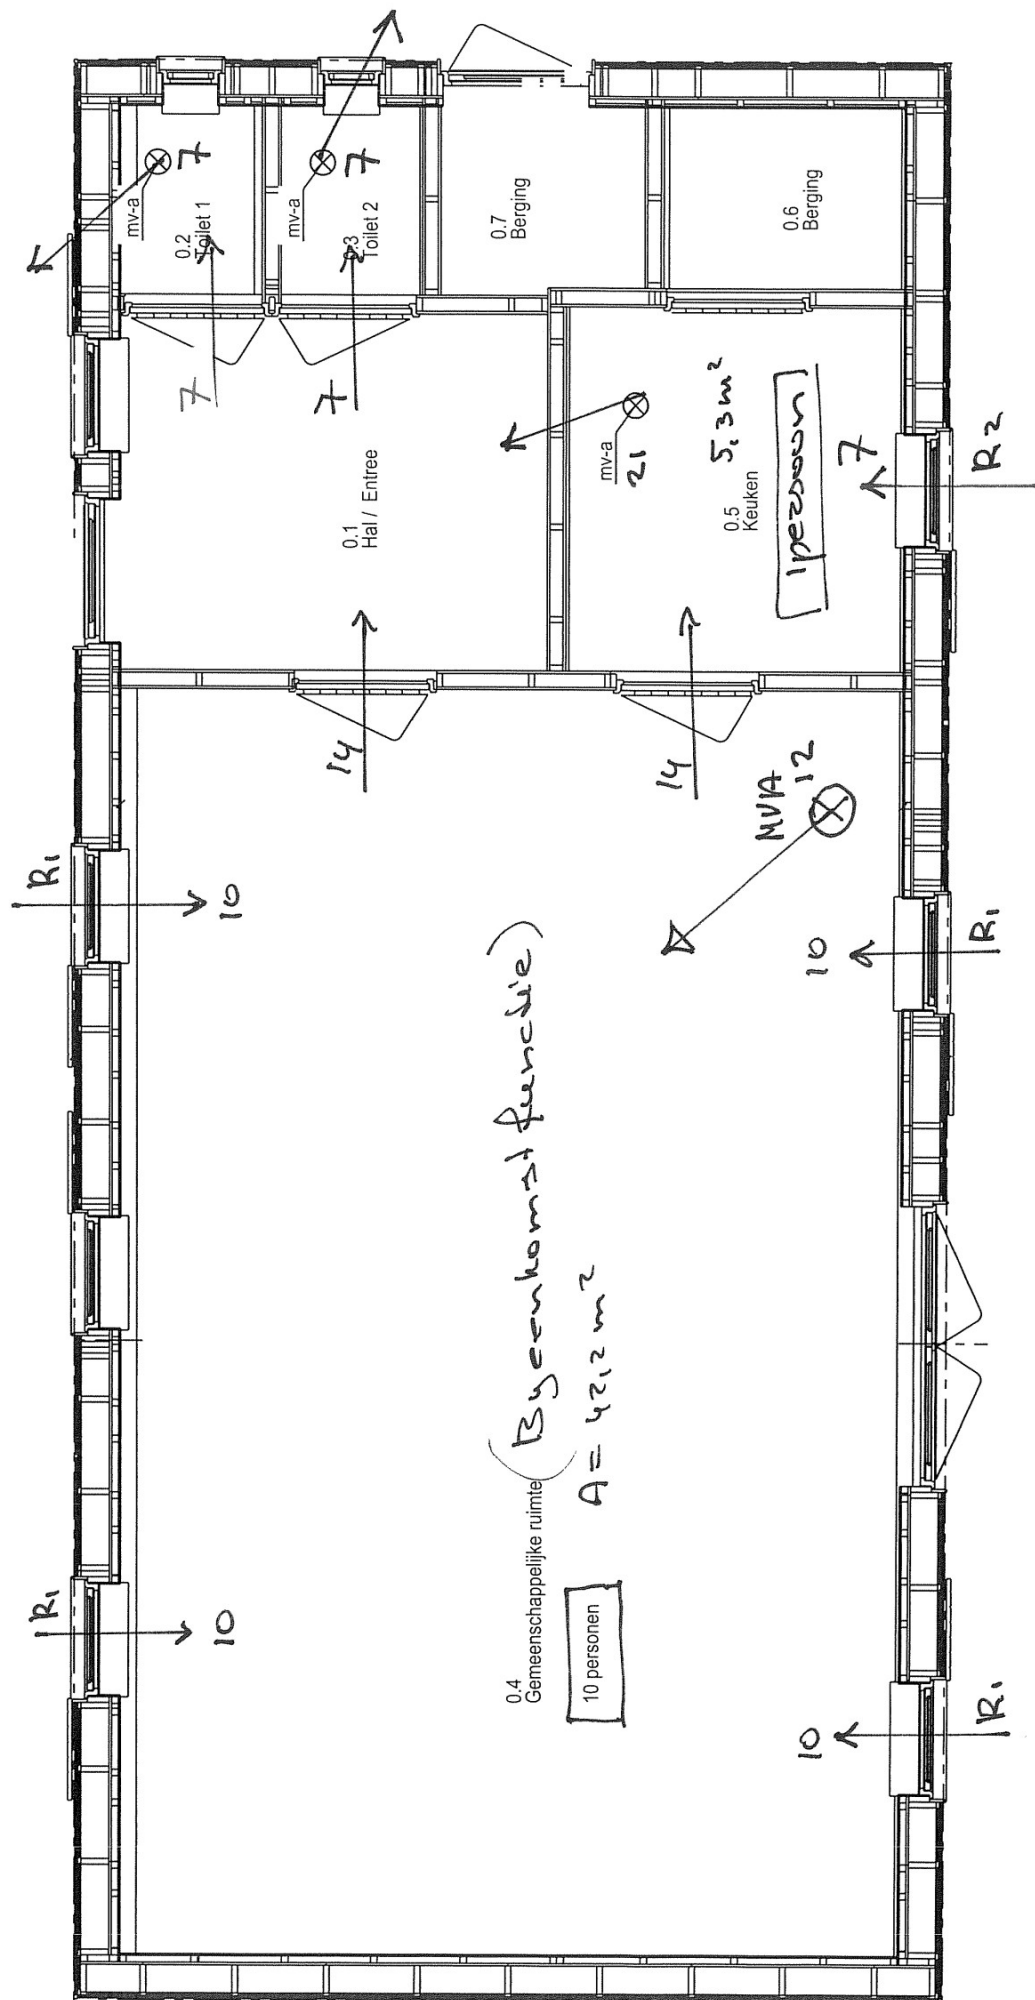 0.2
Toilet 1
mv-a
7
7
0.3
Toilet 2
mv-a
7
7
0.7
Berging
0.6
Berging
0.1
Hal / Entree
mv-a
21
5,3 m²
0.5
Keuken
1 persoon
7
R2
14
14
MVA
12
R1
10
10
R1
0.4
Gemeenschappelijke ruimte
(Byeenkomst functie)
A = 42,2 m²
10 personen
R1
10
10
R1